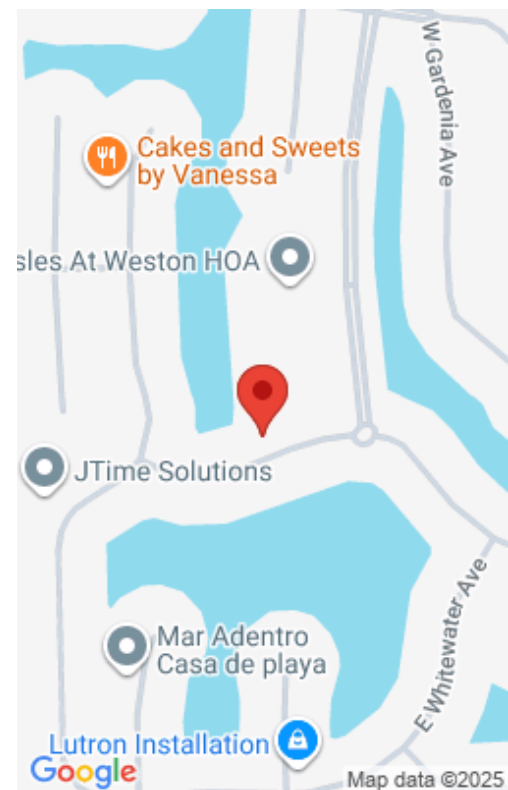 W Gardenia Ave
Cakes and Sweets
by Vanessa
sles At Weston HOA
JTime Solutions
E Whitewater Ave
Mar Adentro
Casa de playa
Lutron Installation
Google
Map data ©2025